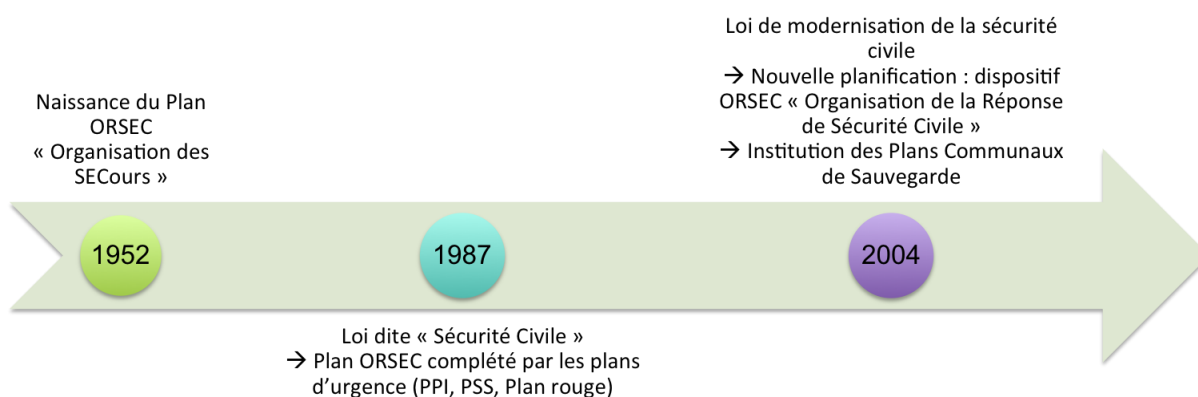 Naissance du Plan
ORSEC
« Organisation des
SECours »
1952
1987
Loi dite « Sécurité Civile »
→ Plan ORSEC complété par les plans
d’urgence (PPI, PSS, Plan rouge)
Loi de modernisation de la sécurité
civile
→ Nouvelle planification : dispositif
ORSEC « Organisation de la Réponse
de Sécurité Civile »
→ Institution des Plans Communaux
de Sauvegarde
2004